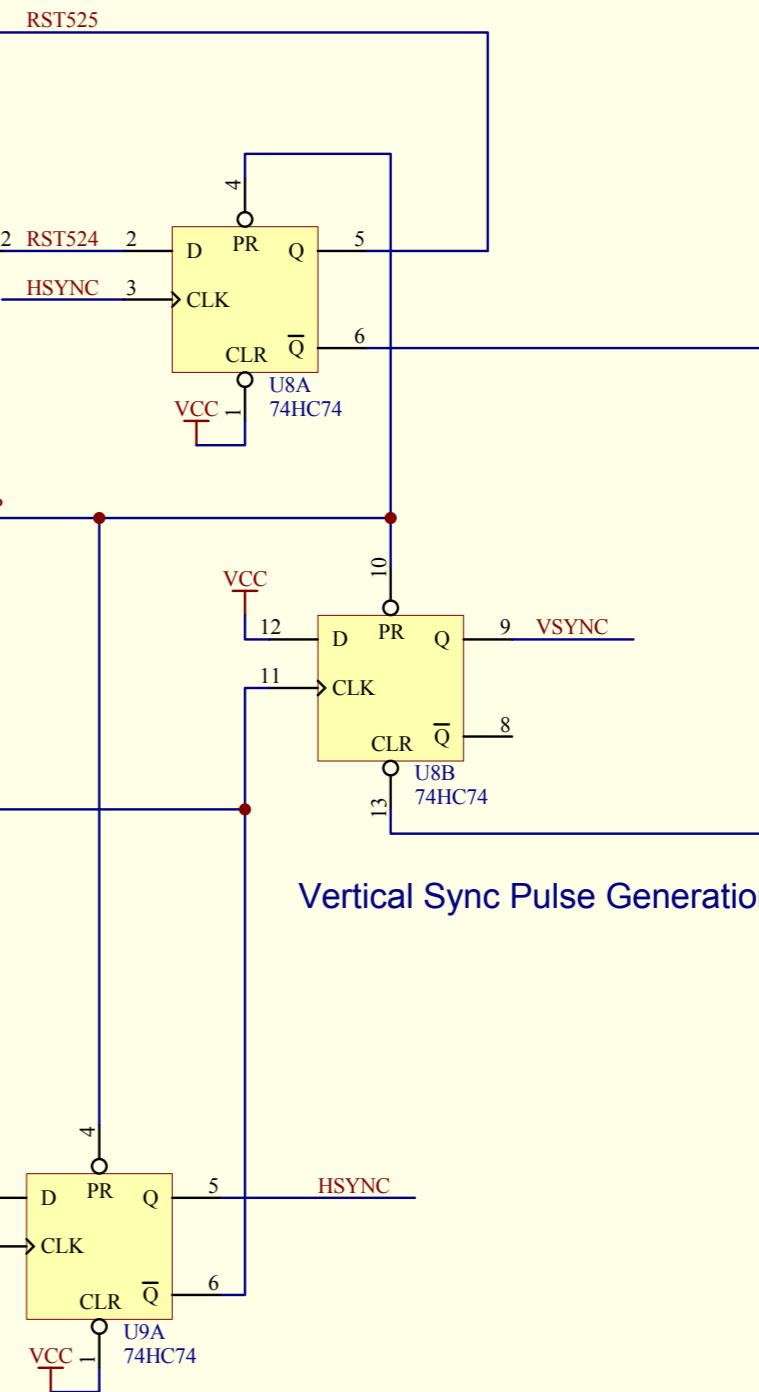 RST525
4
2 RST524 2 D PR Q 5
HSYNC 3 CLK
CLR Q 6
U8A
VCC 1 74HC74
10
VCC
12 D PR Q 9 VSYNC
11 CLK
CLR Q 8
U8B
13 74HC74
Vertical Sync Pulse Generation
4
D PR Q 5 HSYNC
CLK
CLR Q 6
U9A
VCC 1 74HC74